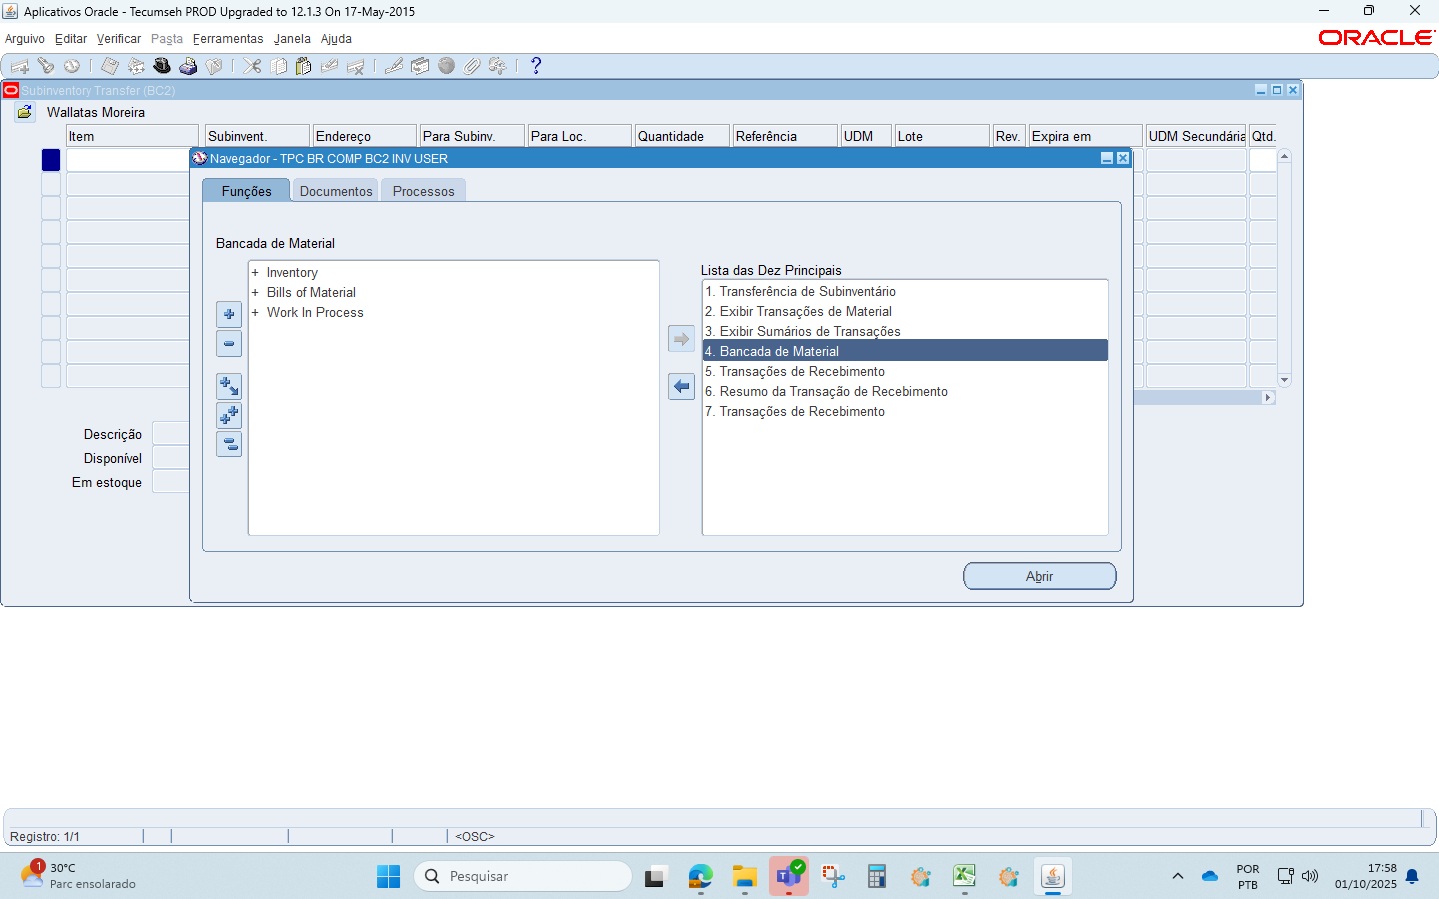 Aplicativos Oracle - Tecumseh PROD Upgraded to 12.1.3 On 17-May-2015
Arquivo Editar Verificar Pasta Ferramentas Janela Ajuda
ORACLE
?
Subinventory Transfer (BC2)
Wallatas Moreira
Item Subinvent. Endereço Para Subinv. Para Loc. Quantidade Referência UDM Lote Rev. Expira em UDM Secundária Qtd.
Navegador - TPC BR COMP BC2 INV USER
Funções Documentos Processos
Bancada de Material
+ Inventory
+ Bills of Material
+ Work In Process
Lista das Dez Principais
1. Transferência de Subinventário
2. Exibir Transações de Material
3. Exibir Sumários de Transações
4. Bancada de Material
5. Transações de Recebimento
6. Resumo da Transação de Recebimento
7. Transações de Recebimento
Abrir
Descrição
Disponível
Em estoque
Registro: 1/1 <OSC>
1
30°C
Parc ensolarado
Pesquisar
POR
PTB
17:58
01/10/2025